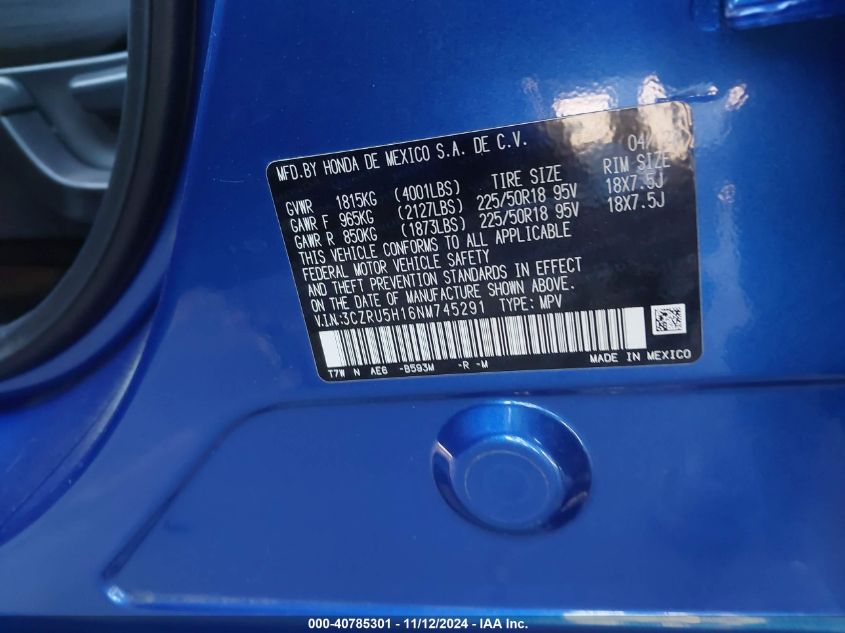 MFD.BY HONDA DE MEXICO S.A. DE C.V.
GVWR 1815KG (4001LBS) TIRE SIZE RIM SIZE
GAWR F 965KG (2127LBS) 225/50R18 95V 18X7.5J
GAWR R 850KG (1873LBS) 225/50R18 95V 18X7.5J
THIS VEHICLE CONFORMS TO ALL APPLICABLE
FEDERAL MOTOR VEHICLE SAFETY
AND THEFT PREVENTION STANDARDS IN EFFECT
ON THE DATE OF MANUFACTURE SHOWN ABOVE.
V.I.N:3CZRU5H16NM745291 TYPE: MPV
MADE IN MEXICO
T7W N AE6 -B593M -R -M
000-40785301 - 11/12/2024 - IAA Inc.